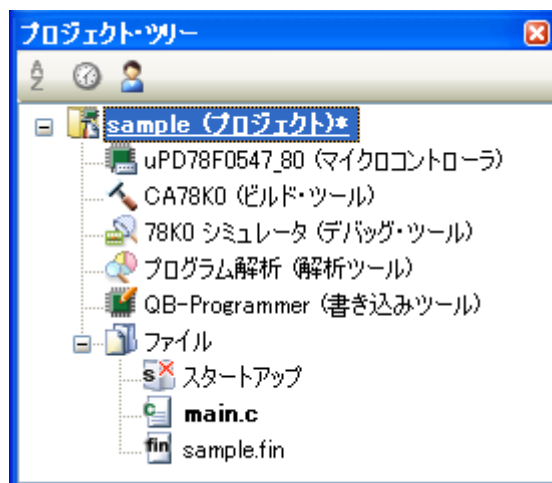 プロジェクト・ツリー
sample (プロジェクト)*
uPD78F0547_80 (マイクロコントローラ)
CA78K0 (ビルド・ツール)
78K0 シミュレータ (デバッグ・ツール)
プログラム解析 (解析ツール)
QB-Programmer (書き込みツール)
ファイル
スタートアップ
main.c
sample.fin